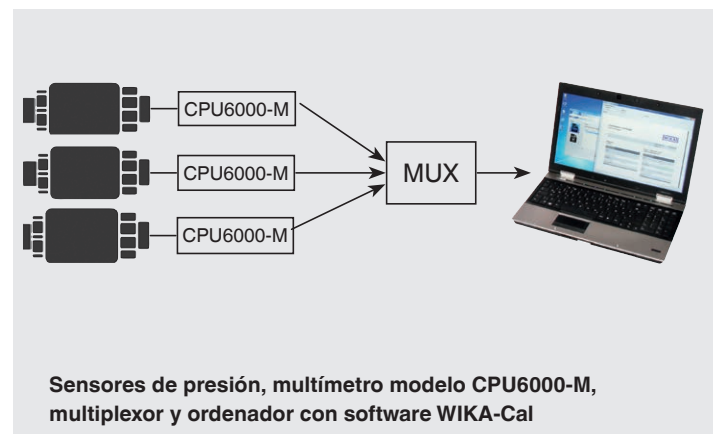 CPU6000-M
CPU6000-M
MUX
CPU6000-M
Sensores de presión, multímetro modelo CPU6000-M,
multiplexor y ordenador con software WIKA-Cal